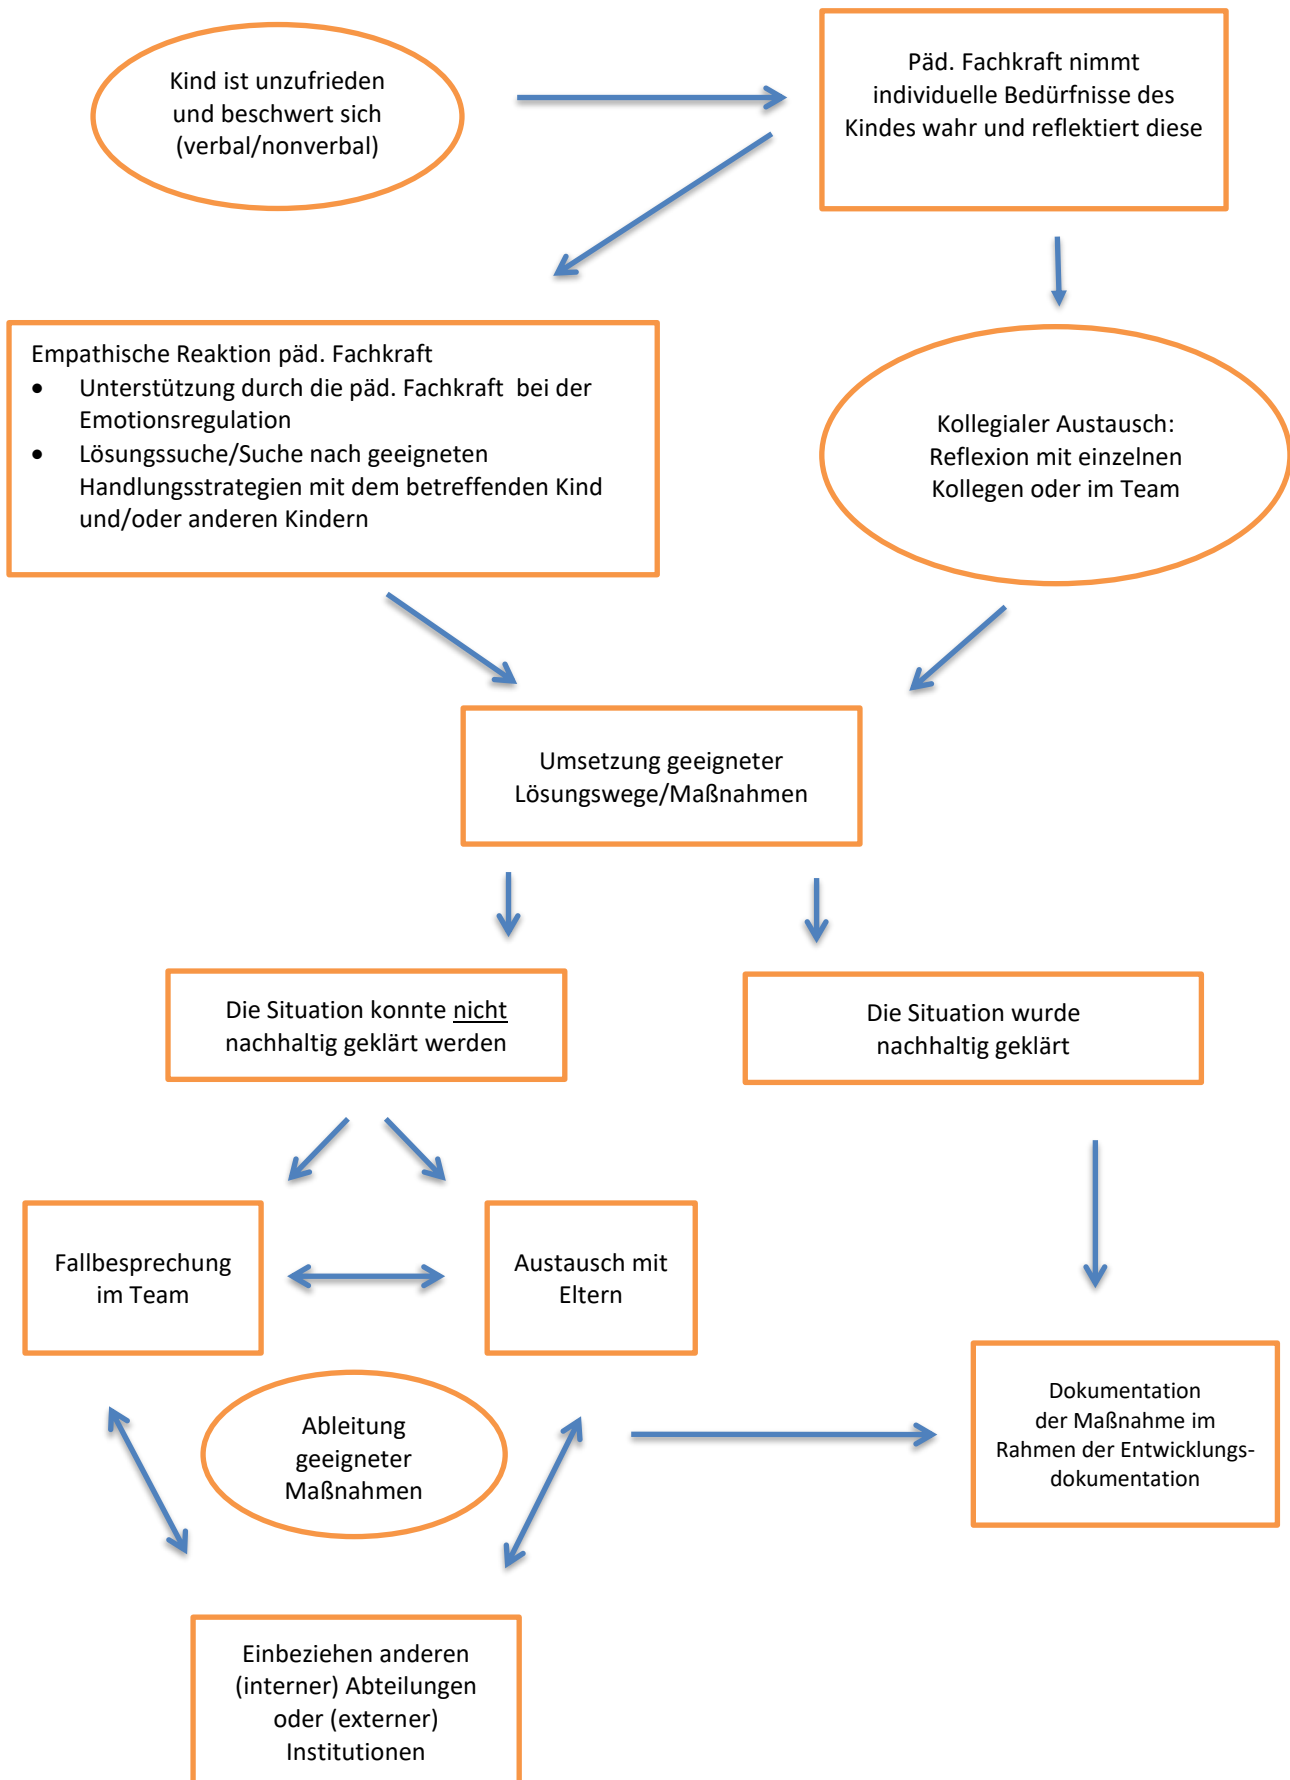 Kind ist unzufrieden
und beschwert sich
(verbal/nonverbal)
Päd. Fachkraft nimmt
individuelle Bedürfnisse des
Kindes wahr und reflektiert diese
Empathische Reaktion päd. Fachkraft
• Unterstützung durch die päd. Fachkraft bei der
Emotionsregulation
• Lösungssuche/Suche nach geeigneten
Handlungsstrategien mit dem betreffenden Kind
und/oder anderen Kindern
Kollegialer Austausch:
Reflexion mit einzelnen
Kollegen oder im Team
Umsetzung geeigneter
Lösungswege/Maßnahmen
Die Situation konnte nicht
nachhaltig geklärt werden
Die Situation wurde
nachhaltig geklärt
Fallbesprechung
im Team
Austausch mit
Eltern
Ableitung
geeigneter
Maßnahmen
Dokumentation
der Maßnahme im
Rahmen der Entwicklungs-
dokumentation
Einbeziehen anderen
(interner) Abteilungen
oder (externer)
Institutionen